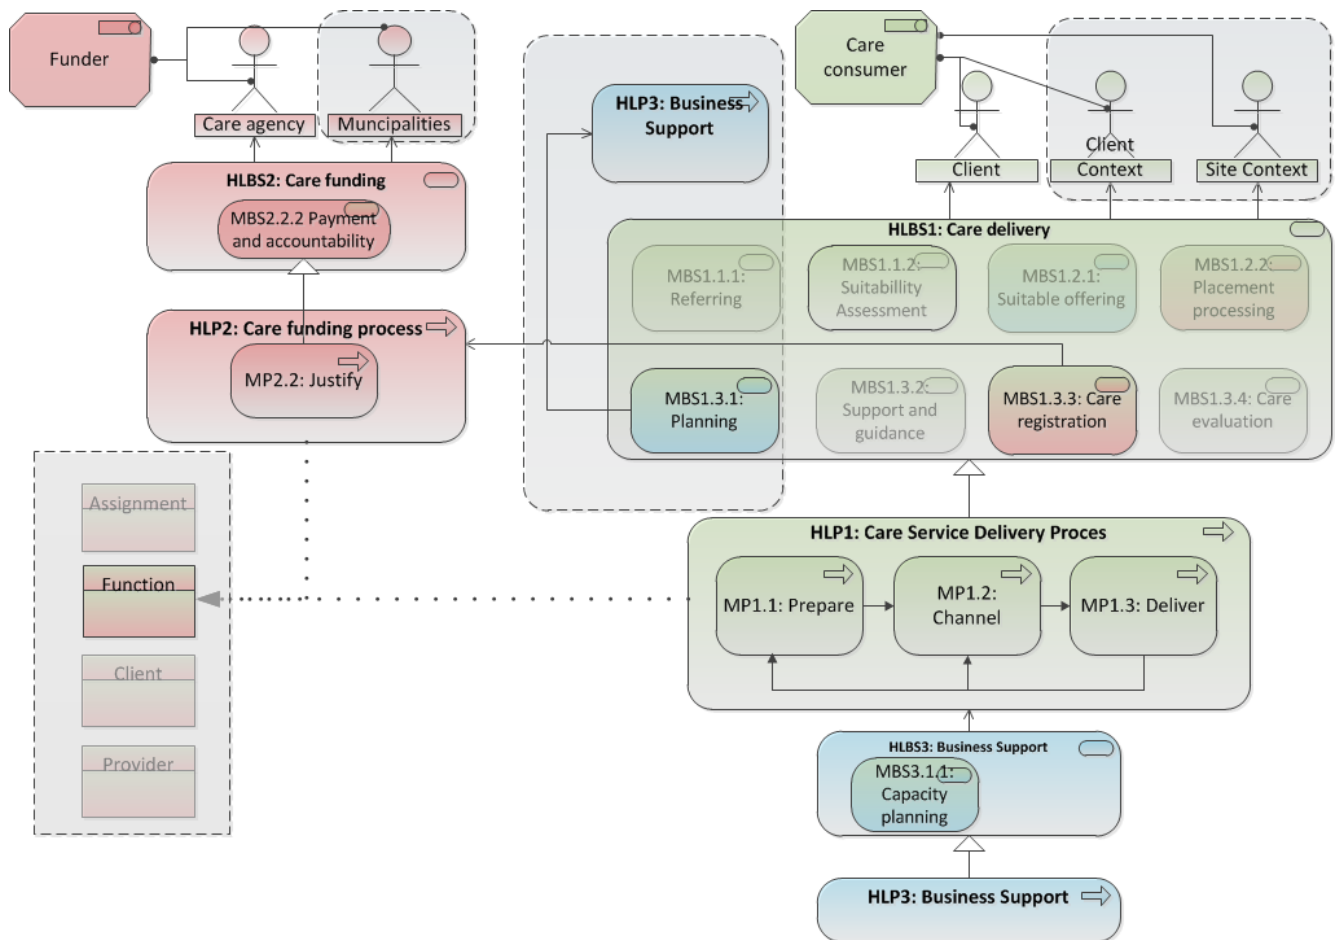 Funder
Care agency
Muncipalities
HLBS2: Care funding
MBS2.2.2 Payment
and accountability
HLP2: Care funding process
MP2.2: Justify
Assignment
Function
Client
Provider
HLP3: Business
Support
Care
consumer
Client
Client
Context
Site Context
HLBS1: Care delivery
MBS1.1.1:
Referring
MBS1.1.2:
Suitabillity
Assessment
MBS1.2.1:
Suitable offering
MBS1.2.2:
Placement
processing
MBS1.3.1:
Planning
MBS1.3.2:
Support and
guidance
MBS1.3.3: Care
registration
MBS1.3.4: Care
evaluation
HLP1: Care Service Delivery Proces
MP1.1: Prepare
MP1.2:
Channel
MP1.3: Deliver
HLBS3: Business Support
MBS3.1.1:
Capacity
planning
HLP3: Business Support